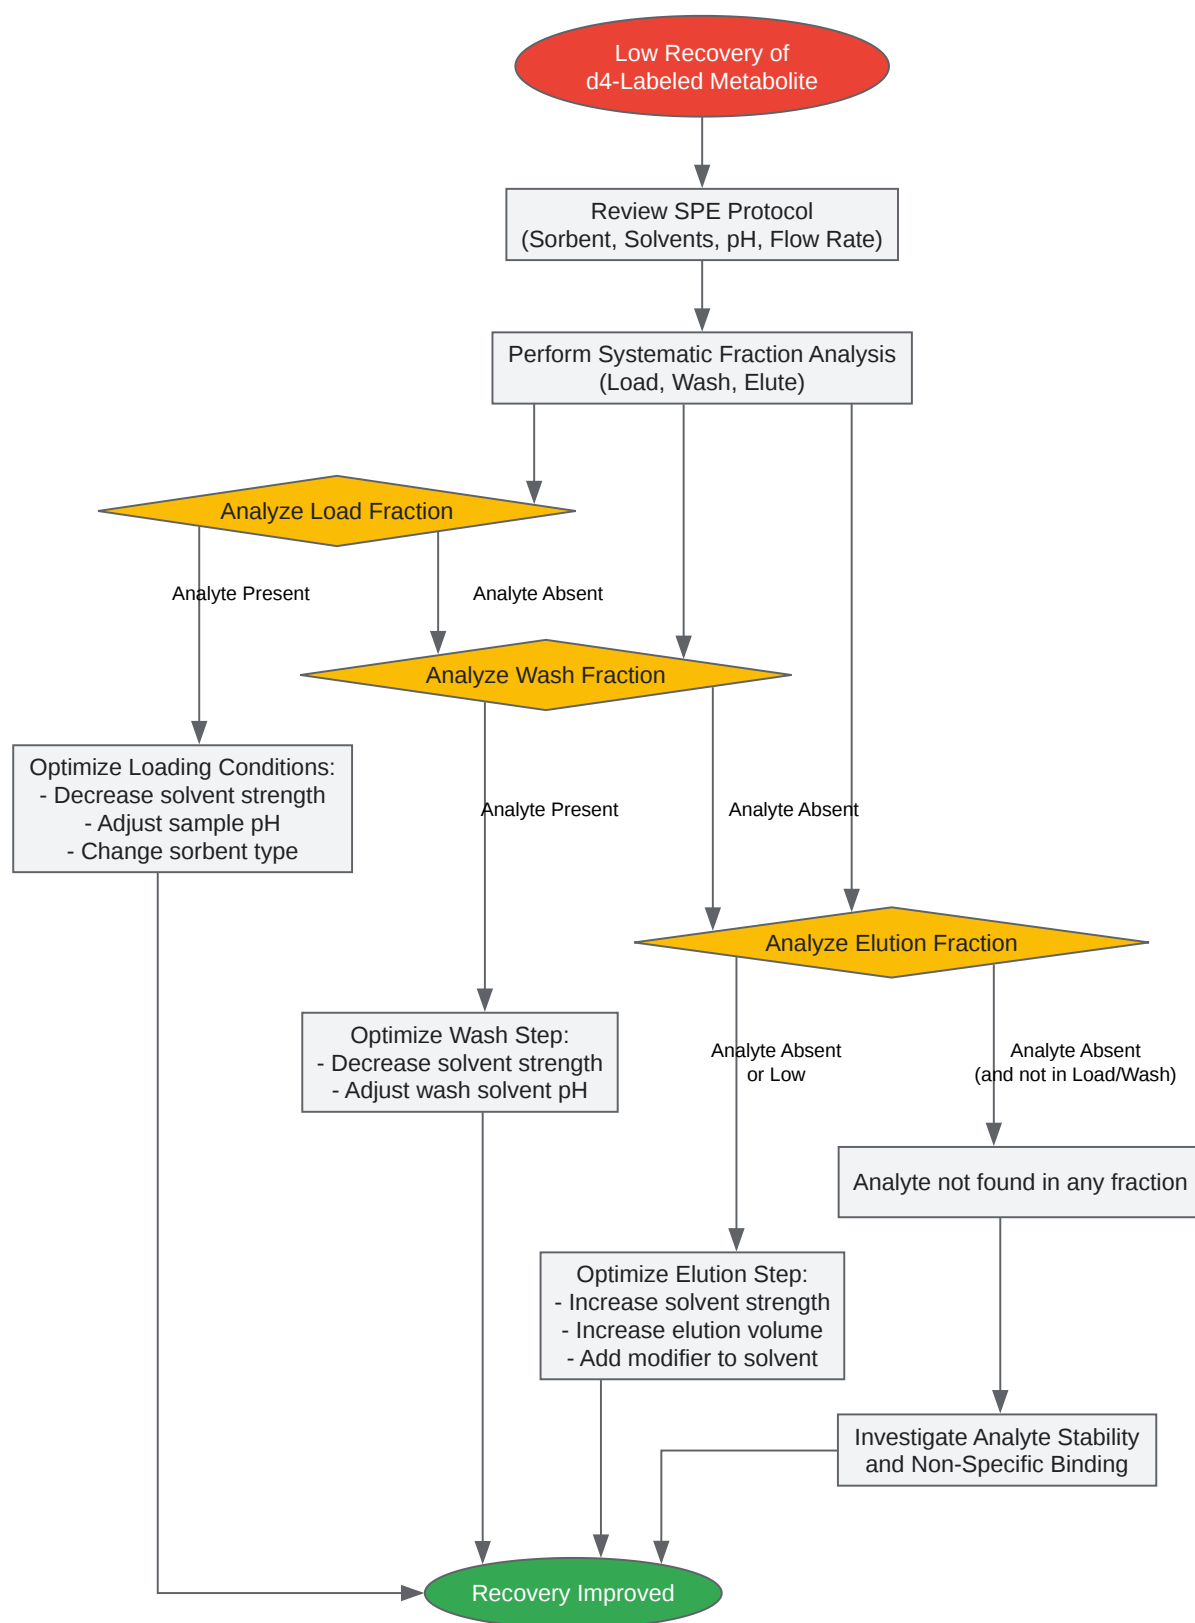 Low Recovery of
d4-Labeled Metabolite
Review SPE Protocol
(Sorbent, Solvents, pH, Flow Rate)
Perform Systematic Fraction Analysis
(Load, Wash, Elute)
Analyze Load Fraction
Analyte Present
Analyte Absent
Analyze Wash Fraction
Optimize Loading Conditions:
- Decrease solvent strength
- Adjust sample pH
- Change sorbent type
Analyte Present
Analyte Absent
Analyze Elution Fraction
Optimize Wash Step:
- Decrease solvent strength
- Adjust wash solvent pH
Analyte Absent
or Low
Analyte Absent
(and not in Load/Wash)
Analyte not found in any fraction
Optimize Elution Step:
- Increase solvent strength
- Increase elution volume
- Add modifier to solvent
Investigate Analyte Stability
and Non-Specific Binding
Recovery Improved